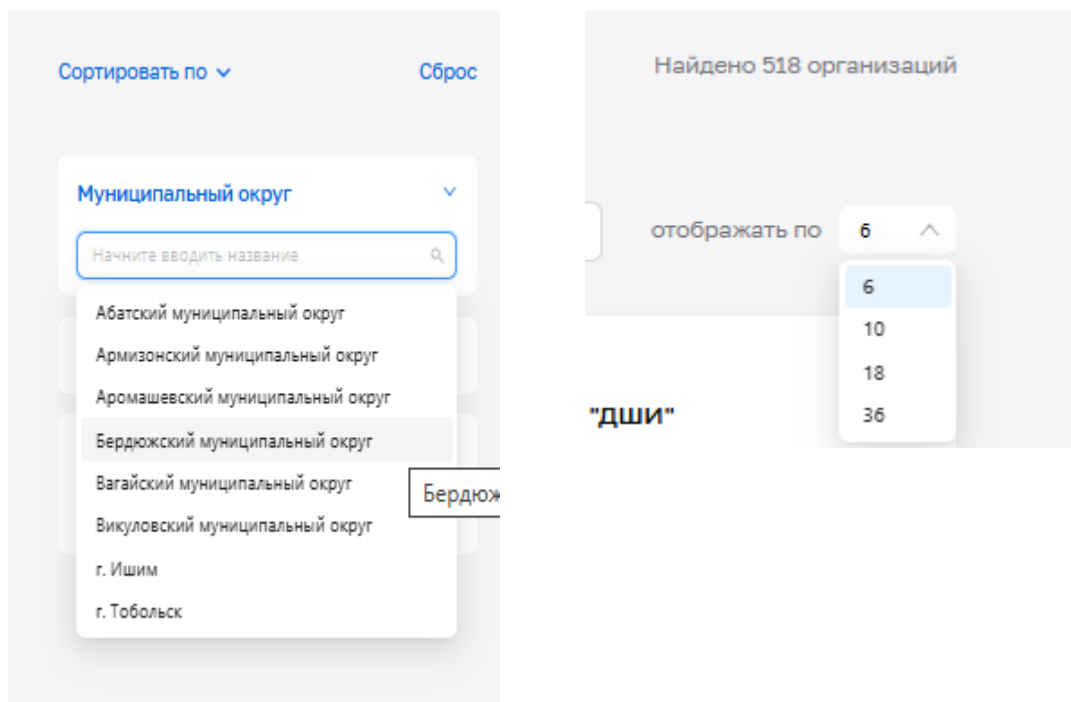 Сортировать по
Сброс
Муниципальный округ
Начните вводить название
Абатский муниципальный округ
Армизонский муниципальный округ
Аромашевский муниципальный округ
Бердюжский муниципальный округ
Вагайский муниципальный округ
Бердюж
Викуловский муниципальный округ
г. Ишим
г. Тобольск
Найдено 518 организаций
отображать по 6
6
10
18
36
"ДШИ"